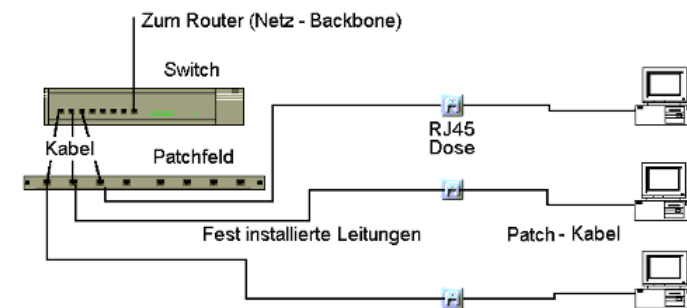 Zum Router (Netz - Backbone)
Switch
Kabel
Patchfeld
RJ45
Dose
Fest installierte Leitungen
Patch - Kabel